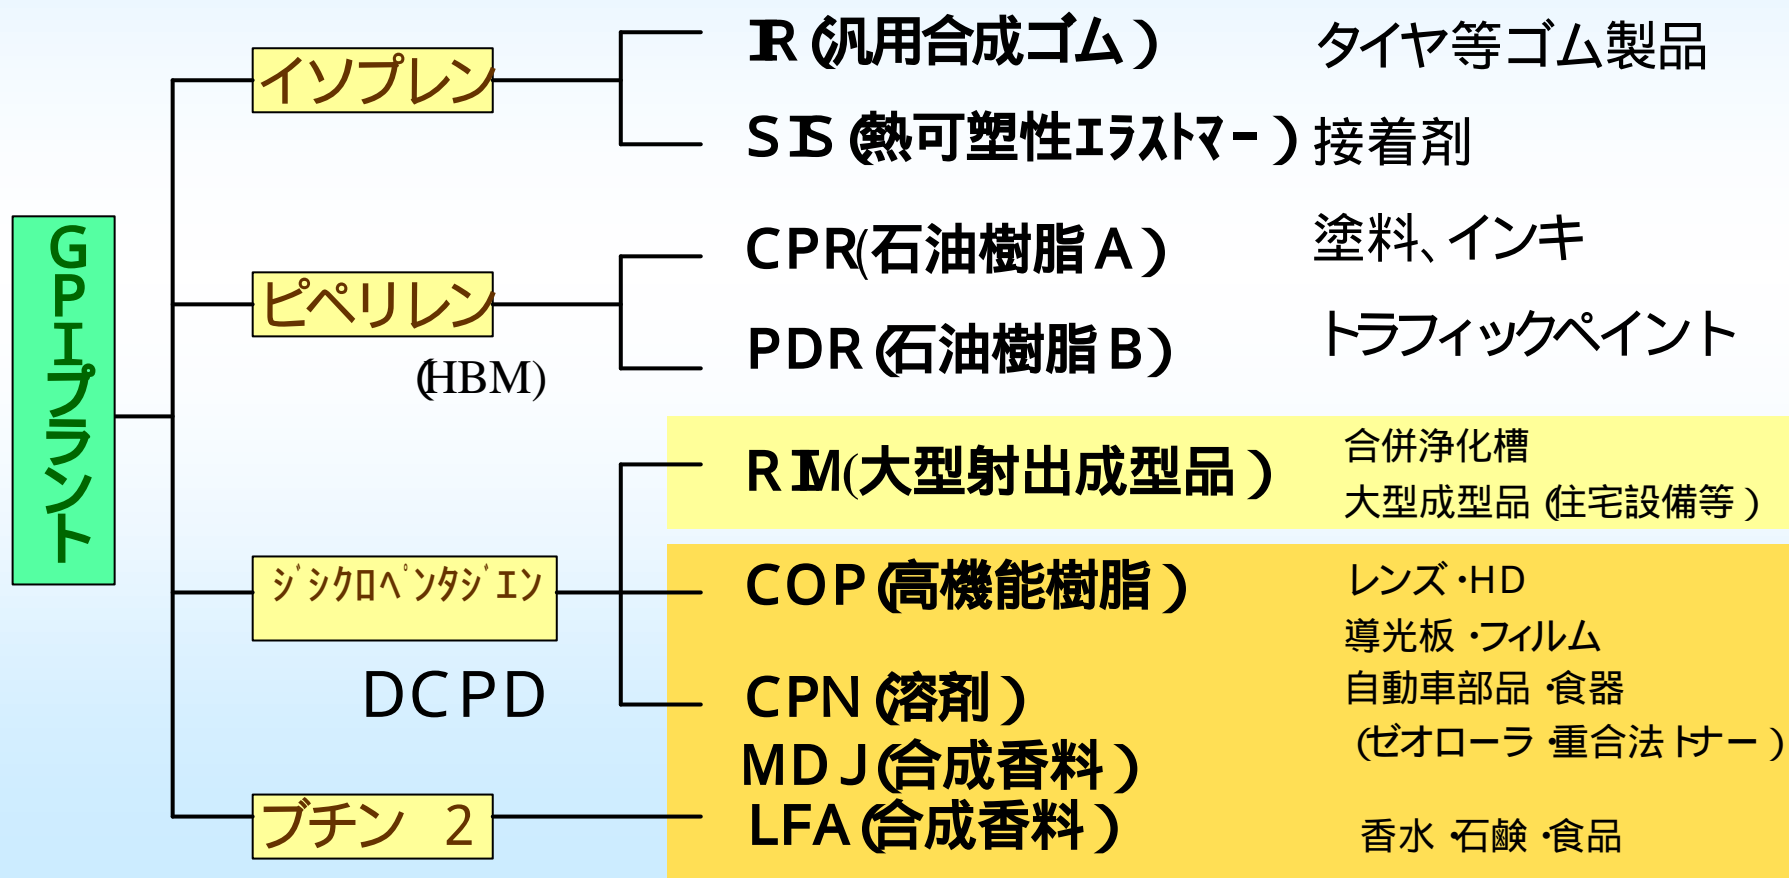 GPIプラント
イソプレン
IR(汎用合成ゴム) タイヤ等ゴム製品
SIS(熱可塑性ｴﾗｽﾄﾏｰ) 接着剤
ピペリレン
(HBM)
CPR(石油樹脂A) 塗料、インキ
PDR(石油樹脂B) トラフィックペイント
ｼﾞｼｸﾛﾍﾟﾝﾀｼﾞｴﾝ
DCPD
RIM(大型射出成型品) 合併浄化槽
大型成型品(住宅設備等)
COP(高機能樹脂) レンズ・HD
導光板・フィルム
自動車部品・食器
CPN(溶剤)
(ゼオローラ・重合法トナー)
MDJ(合成香料)
ブチン 2
LFA(合成香料) 香水・石鹸・食品